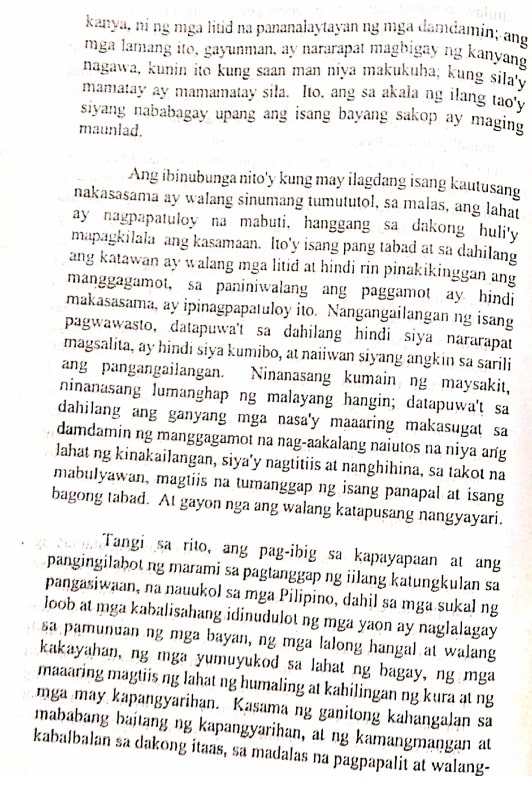 kanya, ni ng mga litid na pananalaytayan ng mga damdamin; ang
mga lamang ito, gayunman, ay nararapat magbigay ng kanyang
nagawa, kunin ito kung saan man niya makukuha; kung sila'y
mamatay ay mamamatay sila. Ito, ang sa akala ng ilang tao'y
siyang nababagay upang ang isang bayang sakop ay maging
maunlad.
Ang ibinubunga nito'y kung may ilagdang isang kautusang
nakasasama ay walang sinumang tumututol, sa malas, ang lahat
ay nagpapatuloy na mabuti, hanggang sa dakong huli'y
mapagkilala ang kasamaan. Ito'y isang pang tabad at sa dahilang
ang katawan ay walang mga litid at hindi rin pinakikinggan ang
manggagamot, sa paniniwalang ang paggamot ay hindi
makasasama, ay ipinagpapatuloy ito. Nangangailangan ng isang
pagwawasto, datapuwa't sa dahilang hindi siya nararapat
magsalita, ay hindi siya kumibo, at naiiwan siyang angkin sa sarili
ang pangangailangan. Ninanasang kumain ng maysakit,
ninanasang lumanghap ng malayang hangin; datapuwa't sa
dahilang ang ganyang mga nasa'y maaaring makasugat sa
damdamin ng manggagamot na nag-aakalang naiutos na niya ang
lahat ng kinakailangan, siya'y nagtitiis at nanghihina, sa takot na
mabulyawan, magtiis na tumanggap ng isang panapal at isang
bagong tabad. At gayon nga ang walang katapusang nangyayari.
Tangi sa rito, ang pag-ibig sa kapayapaan at ang
pangingilabot ng marami sa pagtanggap ng iilang katungkulan sa
pangasiwaan, na nauukol sa mga Pilipino, dahil sa mga sukal ng
loob at mga kabalisahang idinudulot ng mga yaon ay naglalagay
sa pamunuan ng mga bayan, ng mga lalong hangal at walang
kakayahan, ng mga yumuyukod sa lahat ng bagay, ng mga
maaaring magtiis ng lahat ng humaling at kahilingan ng kura at ng
mga may kapangyarihan. Kasama ng ganitong kahangalan sa
mababang baitang ng kapangyarihan, at ng kamangmangan at
kabalbalan sa dakong itaas, sa madalas na pagpapalit at walang-